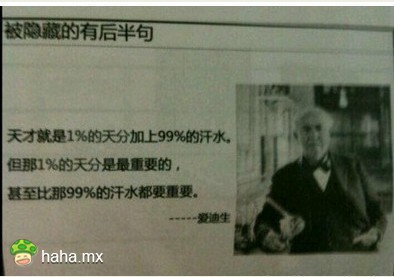 被隐藏的有后半句
天才就是1%的天分加上99%的汗水。
但那1%的天分是最重要的，
甚至比那99%的汗水都要重要。
-----爱迪生
haha.mx